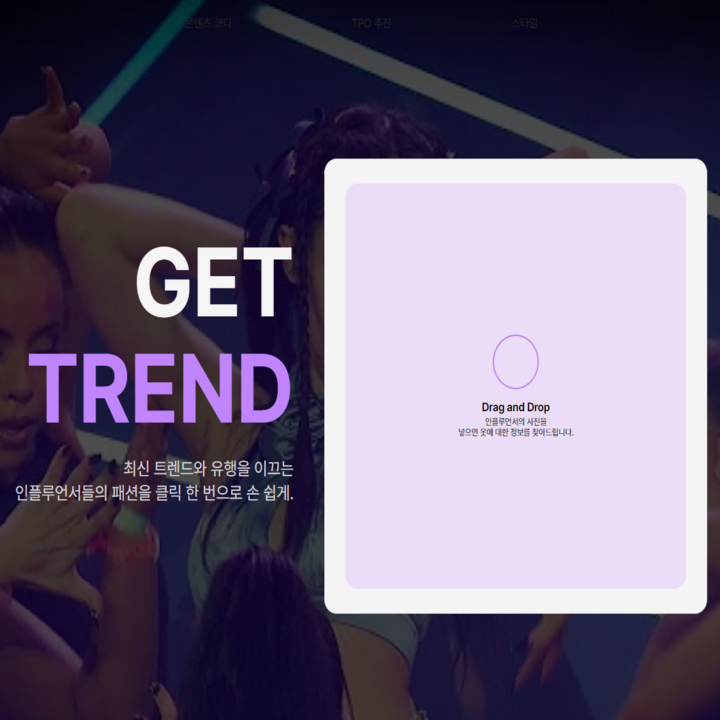 콘텐츠 코디
TPO 추천
스타일
GET
TREND
최신 트렌드와 유행을 이끄는
인플루언서들의 패션을 클릭 한 번으로 손 쉽게.
Drag and Drop
인플루언서의 사진을
넣으면 옷에 대한 정보를 찾아드립니다.